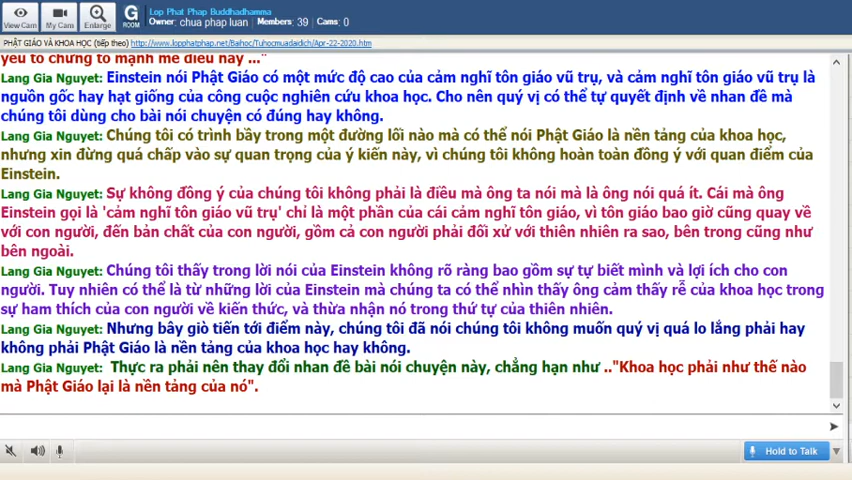 Lop Phat Phap Buddhadhamma
Owner: chua phap luan Members: 39 Cams: 0
View Cam My Cams Enlarge G ROOM
PHẬT GIÁO VÀ KHOA HỌC (tiếp theo) http://www.lopphatphap.net/Baihoc/Tuhocmuadaidich/Apr-22-2020.htm
yếu tố chứng tỏ mạnh mẽ điều này ..."
Lang Gia Nguyet: Einstein nói Phật Giáo có một mức độ cao của cảm nghĩ tôn giáo vũ trụ, và cảm nghĩ tôn giáo vũ trụ là
nguồn gốc hay hạt giống của công cuộc nghiên cứu khoa học. Cho nên quý vị có thể tự quyết định về nhan đề mà
chúng tôi dùng cho bài nói chuyện có đúng hay không.
Lang Gia Nguyet: Chúng tôi có trình bầy trong một đường lối nào mà có thể nói Phật Giáo là nền tảng của khoa học,
nhưng xin đừng quá chấp vào sự quan trọng của ý kiến này, vì chúng tôi không hoàn toàn đồng ý với quan điểm của
Einstein.
Lang Gia Nguyet: Sự không đồng ý của chúng tôi không phải là điều mà ông ta nói mà là ông nói quá ít. Cái mà ông
Einstein gọi là 'cảm nghĩ tôn giáo vũ trụ' chỉ là một phần của cái cảm nghĩ tôn giáo, vì tôn giáo bao giờ cũng quay về
với con người, đến bản chất của con người, gồm cả con người phải đối xử với thiên nhiên ra sao, bên trong cũng như
bên ngoài.
Lang Gia Nguyet: Chúng tôi thấy trong lời nói của Einstein không rõ ràng bao gồm sự tự biết mình và lợi ích cho con
người. Tuy nhiên có thể là từ những lời của Einstein mà chúng ta có thể nhìn thấy ông cảm thấy rễ của khoa học trong
sự ham thích của con người về kiến thức, và thừa nhận nó trong thứ tự của thiên nhiên.
Lang Gia Nguyet: Nhưng bây giờ tiến tới điểm này, chúng tôi đã nói chúng tôi không muốn quý vị quá lo lắng phải hay
không phải Phật Giáo là nền tảng của khoa học hay không.
Lang Gia Nguyet: Thực ra phải nên thay đổi nhan đề bài nói chuyện này, chẳng hạn như .."Khoa học phải như thế nào
mà Phật Giáo lại là nền tảng của nó".
Hold to Talk